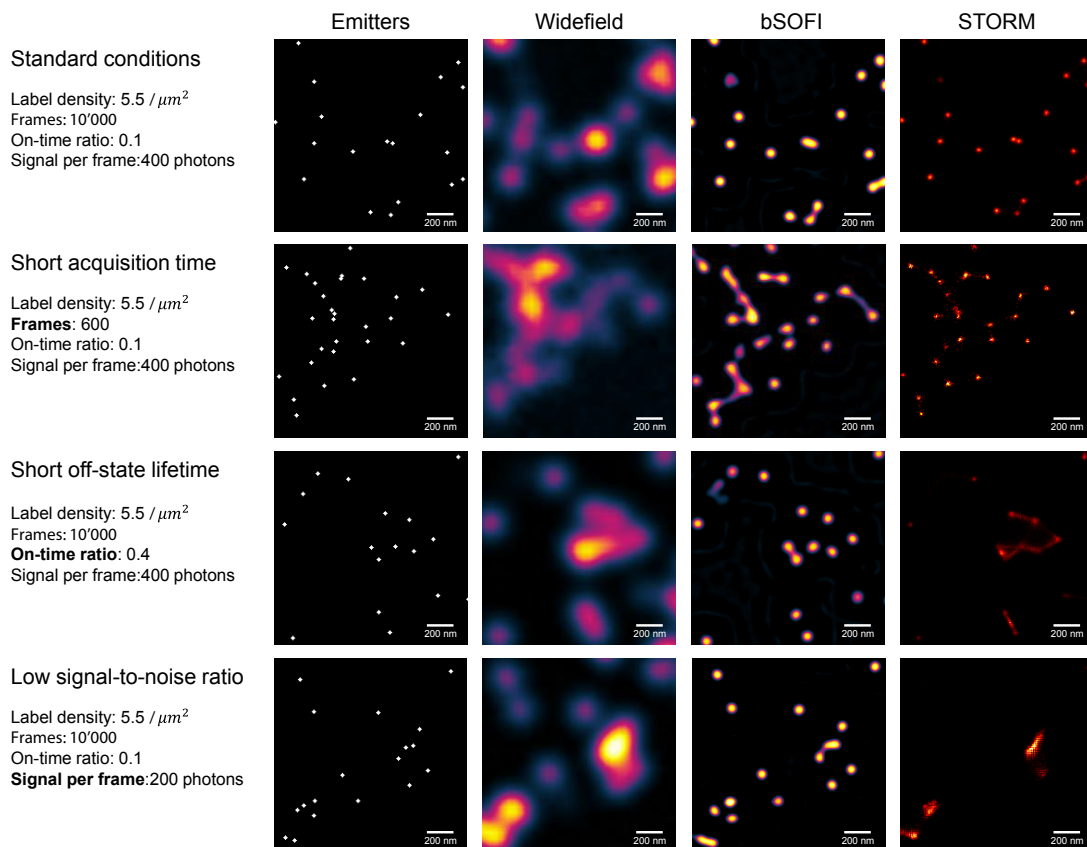 Emitters Widefield bSOFI STORM
Standard conditions
Label density: 5.5 / μm²
Frames: 10'000
On-time ratio: 0.1
Signal per frame:400 photons
200 nm 200 nm 200 nm 200 nm
Short acquisition time
Label density: 5.5 / μm²
Frames: 600
On-time ratio: 0.1
Signal per frame:400 photons
200 nm 200 nm 200 nm 200 nm
Short off-state lifetime
Label density: 5.5 / μm²
Frames: 10'000
On-time ratio: 0.4
Signal per frame:400 photons
200 nm 200 nm 200 nm 200 nm
Low signal-to-noise ratio
Label density: 5.5 / μm²
Frames: 10'000
On-time ratio: 0.1
Signal per frame:200 photons
200 nm 200 nm 200 nm 200 nm